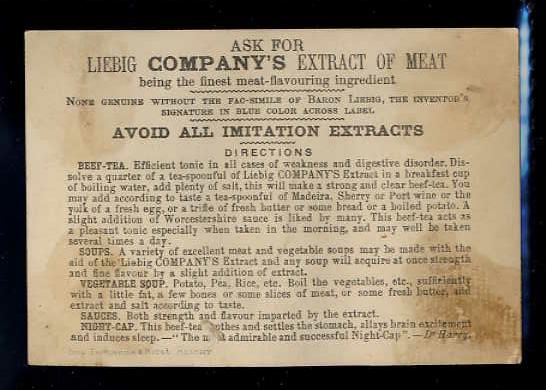 ASK FOR
LIEBIG COMPANY'S EXTRACT OF MEAT
being the finest meat-flavouring ingredient
NONE GENUINE WITHOUT THE FAC-SIMILE OF BARON LIEBIG, THE INVENTOR'S
SIGNATURE IN BLUE COLOR ACROSS LABEL
AVOID ALL IMITATION EXTRACTS
DIRECTIONS
BEEF-TEA. Efficient tonic in all cases of weakness and digestive disorder. Dis-
solve a quarter of a tea-spoonful of Liebig COMPANY'S Extract in a breakfast cup
of boiling water, add plenty of salt, this will make a strong and clear beef-tea. You
may add according to taste a tea-spoonful of Madeira, Sherry or Port wine or the
yolk of a fresh egg, or a trifle of fresh butter or some bread or a boiled potato. A
slight addition of Worcestershire sauce is liked by many. This beef-tea acts as
a pleasant tonic especially when taken in the morning, and may well be taken
several times a day.
SOUPS. A variety of excellent meat and vegetable soups may be made with the
aid of the Liebig COMPANY'S Extract and any soup will acquire at once strength
and fine flavour by a slight addition of extract.
VEGETABLE SOUP. Potato, Pea, Rice, etc. Boil the vegetables, etc., sufficiently
with a little fat, a few bones or some slices of meat, or some fresh butter, and
extract and salt according to taste.
SAUCES. Both strength and flavour imparted by the extract.
NIGHT-CAP. This beef-tea othes and settles the stomach, allays brain excitement
and induces sleep. — "The m t admirable and successful Night-Cap". — Dr